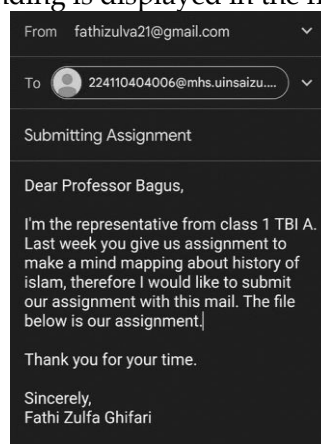 From fathizulva21@gmail.com
To 224110404006@mhs.uinsaizu....
Submitting Assignment
Dear Professor Bagus,
I'm the representative from class 1 TBI A.
Last week you give us assignment to
make a mind mapping about history of
islam, therefore I would like to submit
our assignment with this mail. The file
below is our assignment.
Thank you for your time.
Sincerely,
Fathi Zulfa Ghifari